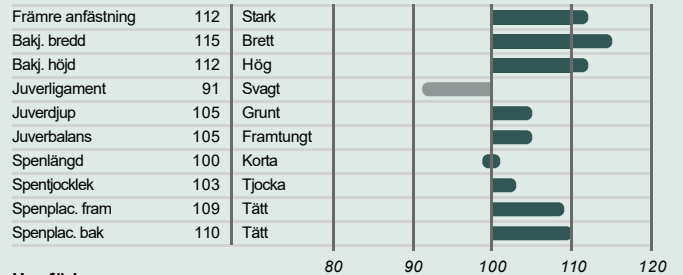 Främre anfästning 112 Stark
Bakj. bredd 115 Brett
Bakj. höjd 112 Hög
Juverligament 91 Svagt
Juverdjup 105 Grunt
Juverbalans 105 Framtungt
Spenlängd 100 Korta
Spentjocklek 103 Tjocka
Spenplac. fram 109 Tätt
Spenplac. bak 110 Tätt
80 90 100 110 120